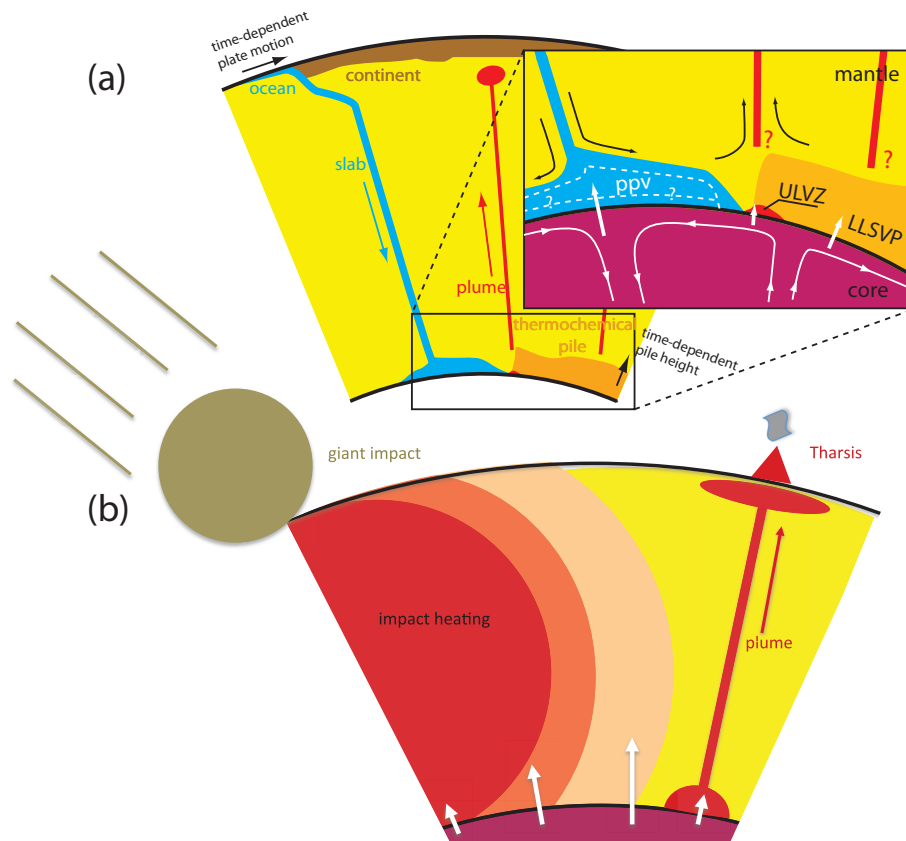 (a)
time-dependent
plate motion
ocean
continent
slab
plume
thermochemical
pile
time-dependent
pile height
mantle
?
?
ppv
?
?
ULVZ
LLSVP
core
giant impact
(b)
Tharsis
impact heating
plume